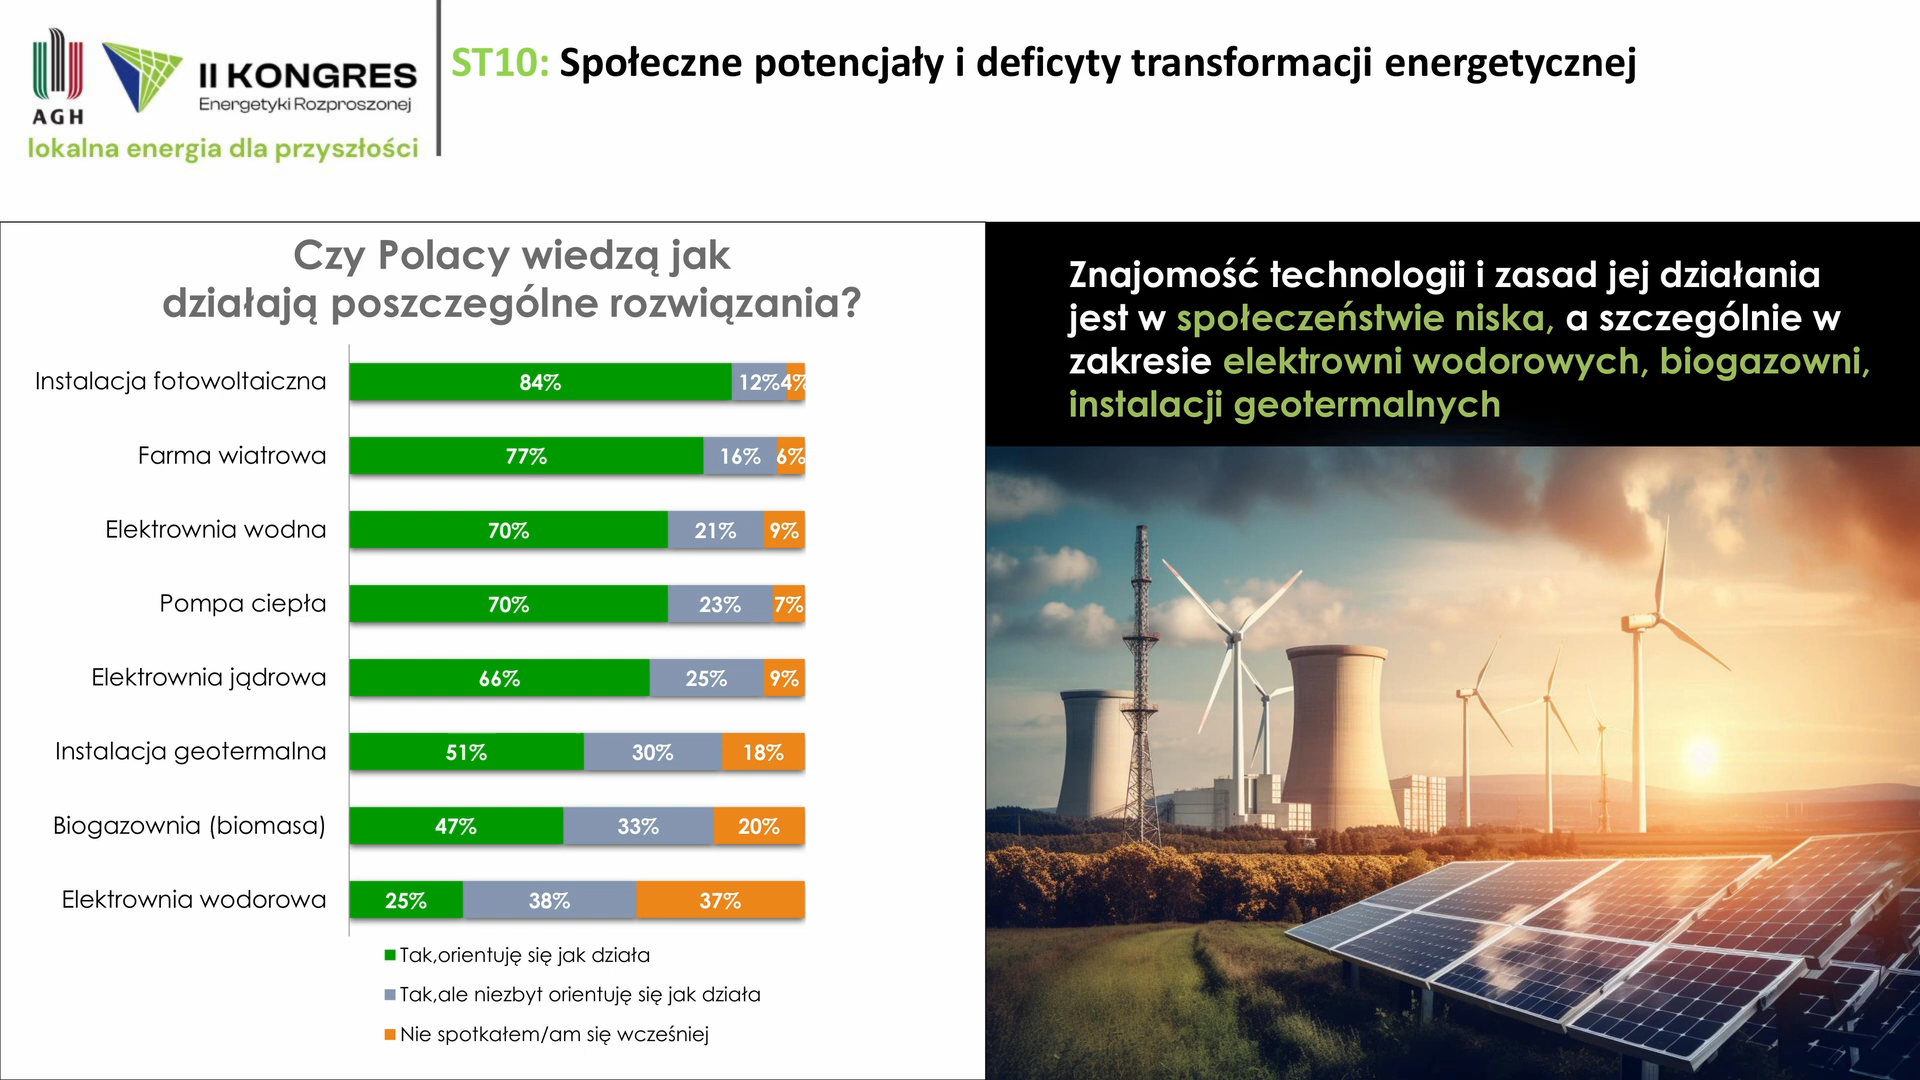 AGH
II KONGRES
Energetyki Rozproszonej
lokalna energia dla przyszłości
ST10: Społeczne potencjały i deficyty transformacji energetycznej
Czy Polacy wiedzą jak
działają poszczególne rozwiązania?
Instalacja fotowoltaiczna 84% 12% 4%
Farma wiatrowa 77% 16% 6%
Elektrownia wodna 70% 21% 9%
Pompa ciepła 70% 23% 7%
Elektrownia jądrowa 66% 25% 9%
Instalacja geotermalna 51% 30% 18%
Biogazownia (biomasa) 47% 33% 20%
Elektrownia wodorowa 25% 38% 37%
Tak,orientuję się jak działa
Tak,ale niezbyt orientuję się jak działa
Nie spotkałem/am się wcześniej
Znajomość technologii i zasad jej działania
jest w społeczeństwie niska, a szczególnie w
zakresie elektrowni wodorowych, biogazowni,
instalacji geotermalnych